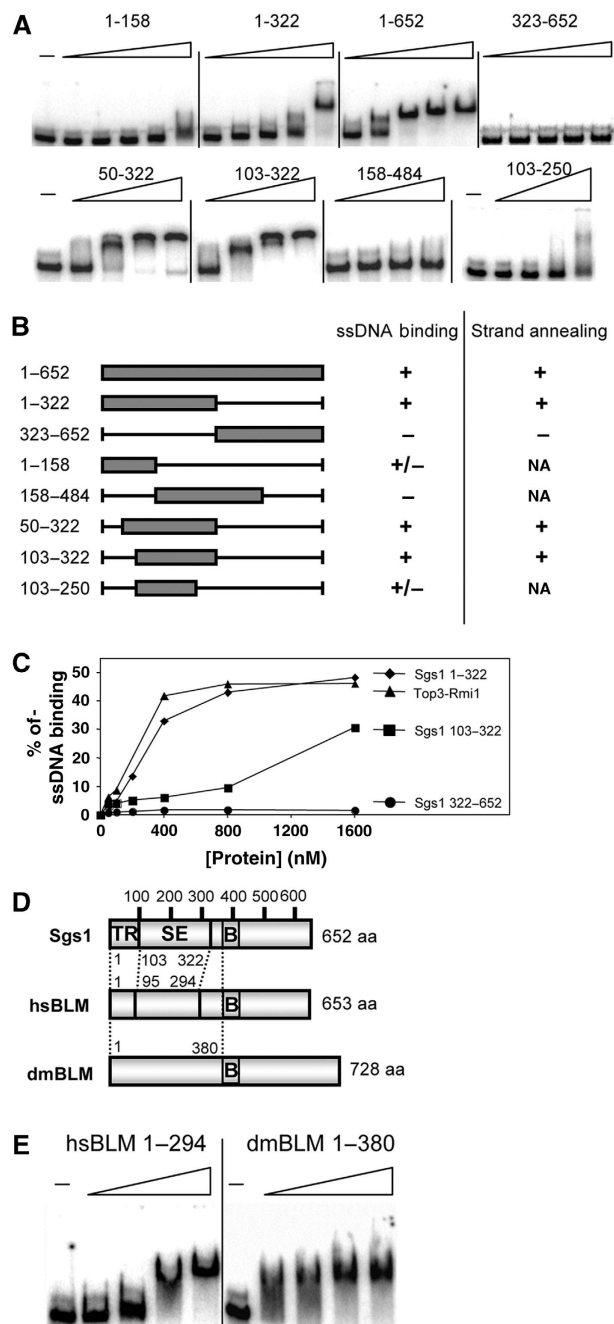 A
1-158 1-322 1-652 323-652
–
50-322 103-322 158-484 103-250
– –
B
ssDNA binding Strand annealing
1–652 + +
1–322 + +
323–652 – –
1–158 +/– NA
158–484 – NA
50–322 + +
103–322 + +
103–250 +/– NA
C
% of-
ssDNA binding
50
40
30
20
10
0
0 400 800 1200 1600
[Protein] (nM)
Sgs1 1–322
Top3-Rmi1
Sgs1 103–322
Sgs1 322–652
D
100 200 300 400 500 600
Sgs1 TR SE B 652 aa
1 103 322
1 95 294
hsBLM B 653 aa
1 380
dmBLM B 728 aa
E
hsBLM 1–294 dmBLM 1–380
– –